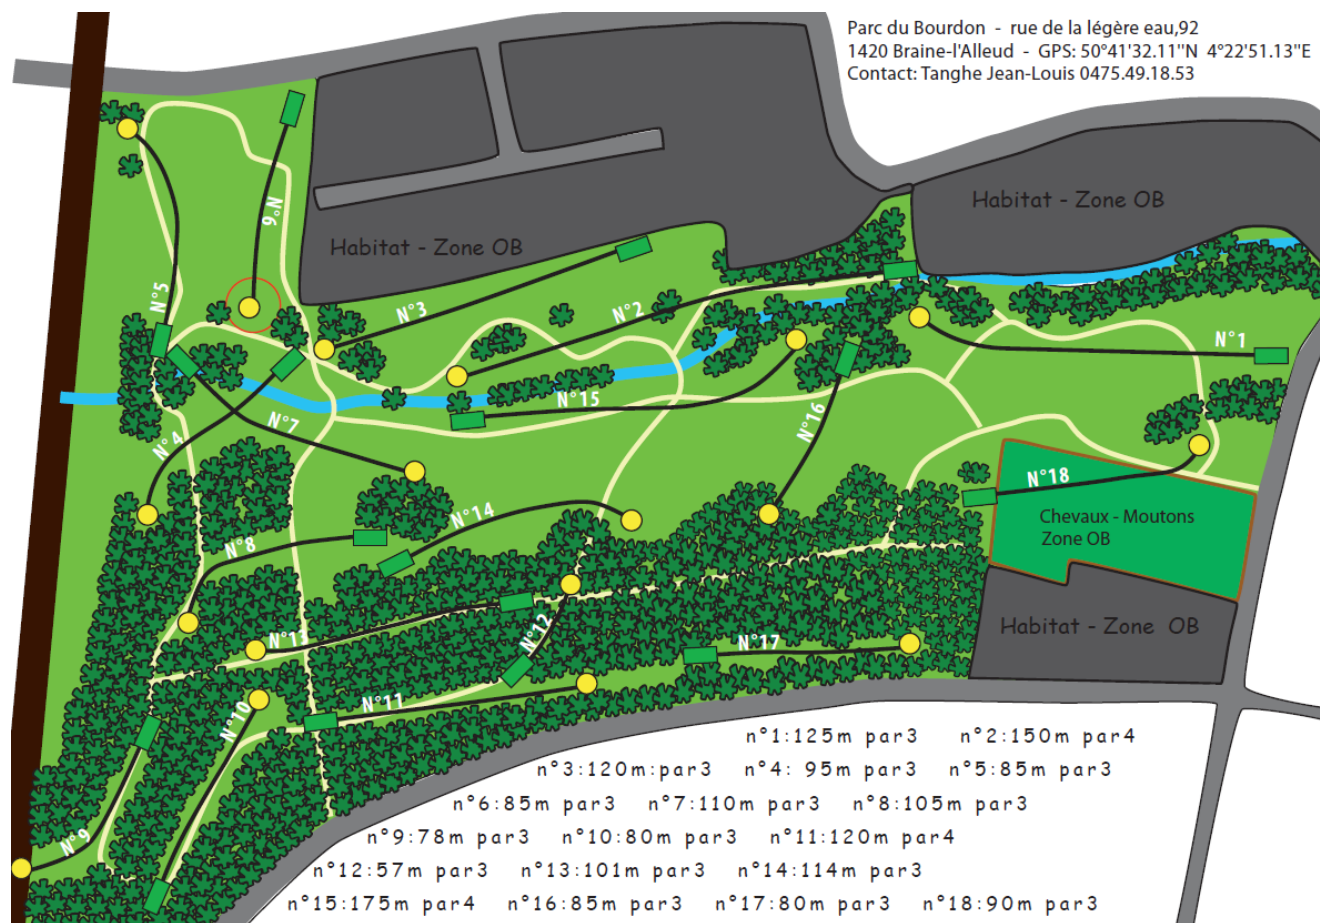 Parc du Bourdon - rue de la légère eau,92
1420 Braine-l'Alleud - GPS: 50°41'32.11''N 4°22'51.13''E
Contact: Tanghe Jean-Louis 0475.49.18.53
Habitat - Zone OB
Habitat - Zone OB
N°6
N°5
N°3
N°2
N°1
N°15
N°16
N°4
N°7
N°18
N°14
Chevaux - Moutons
Zone OB
N°8
N°13
N°12
N°17
Habitat - Zone OB
N°11
N°10
N°9
n°1:125m par3 n°2:150m par4
n°3:120m:par3 n°4: 95m par3 n°5:85m par3
n°6:85m par3 n°7:110m par3 n°8:105m par3
n°9:78m par3 n°10:80m par3 n°11:120m par4
n°12:57m par3 n°13:101m par3 n°14:114m par3
n°15:175m par4 n°16:85m par3 n°17:80m par3 n°18:90m par3